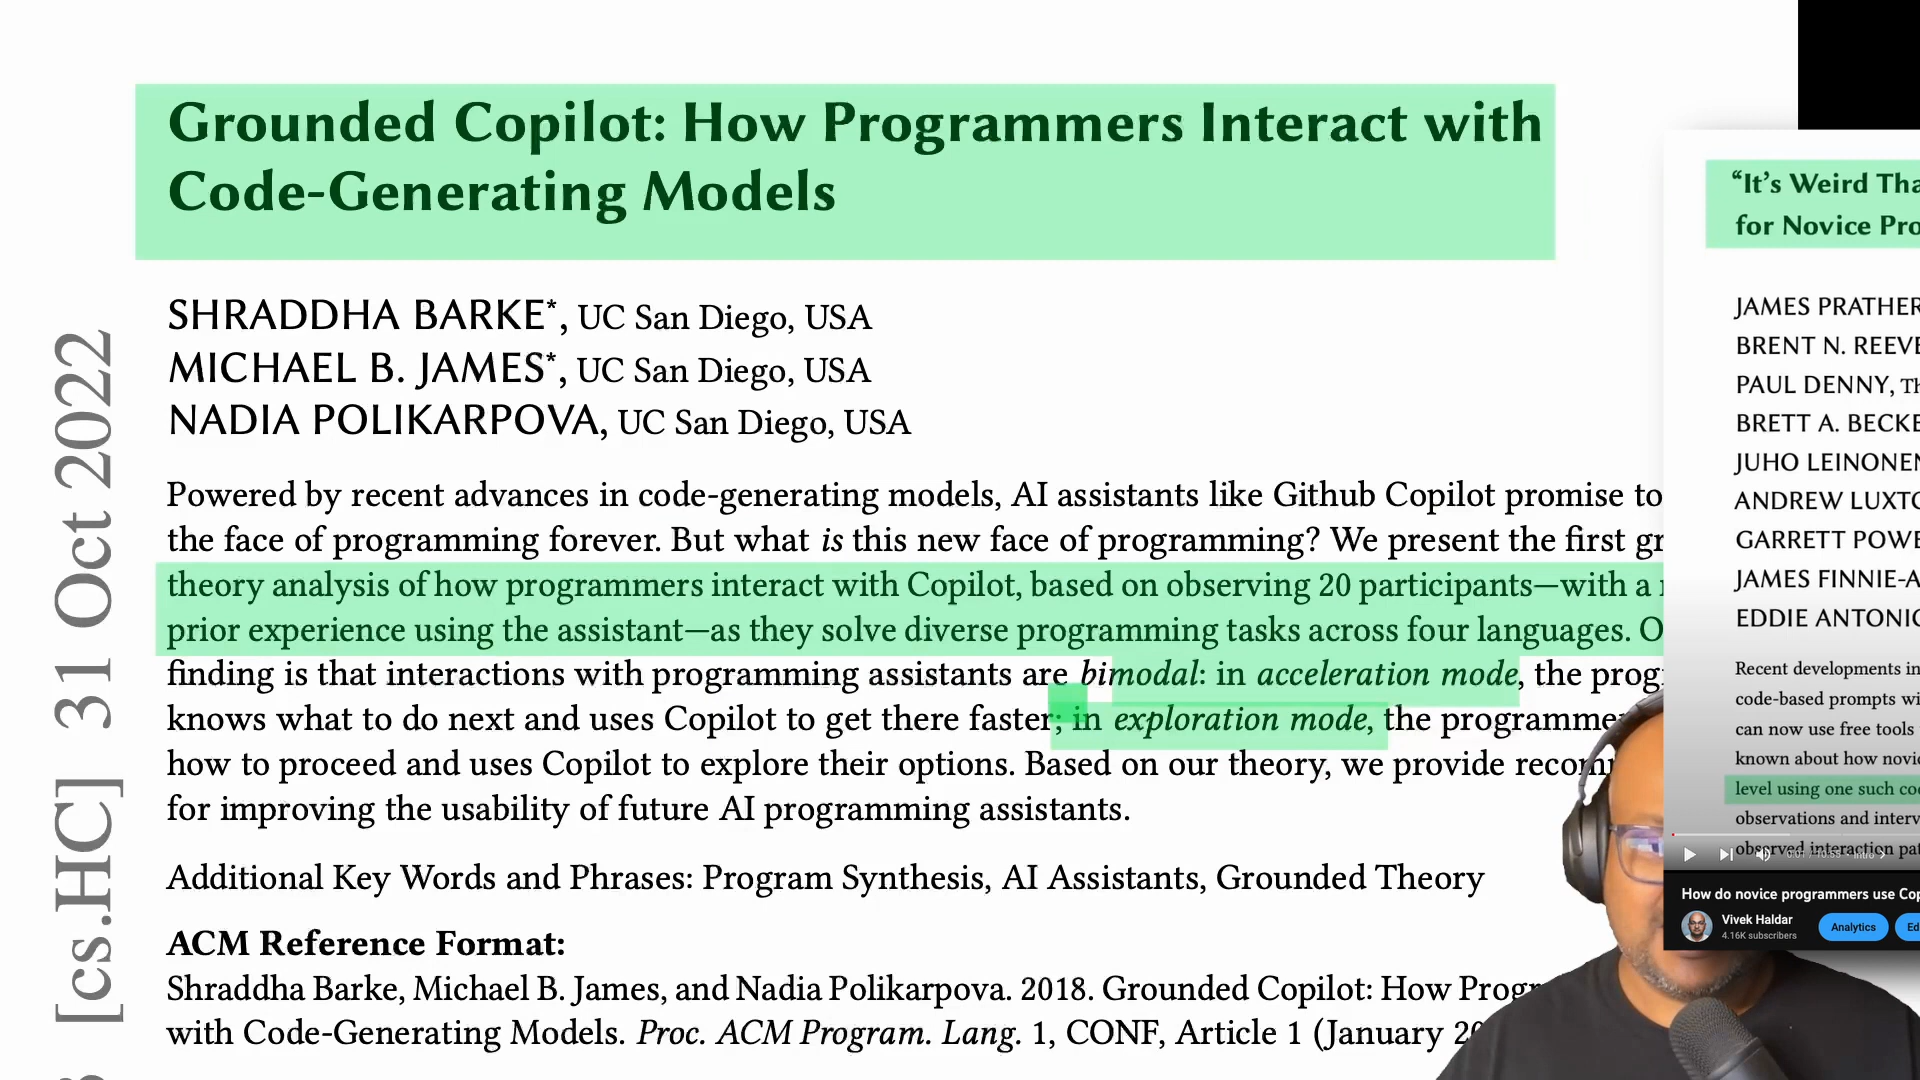 Grounded Copilot: How Programmers Interact with
Code-Generating Models
SHRADDHA BARKE*, UC San Diego, USA
MICHAEL B. JAMES*, UC San Diego, USA
NADIA POLIKARPOVA, UC San Diego, USA
Powered by recent advances in code-generating models, AI assistants like Github Copilot promise to
the face of programming forever. But what is this new face of programming? We present the first gr
theory analysis of how programmers interact with Copilot, based on observing 20 participants—with a
prior experience using the assistant—as they solve diverse programming tasks across four languages. O
finding is that interactions with programming assistants are bimodal: in acceleration mode, the prog
knows what to do next and uses Copilot to get there faster; in exploration mode, the programme
how to proceed and uses Copilot to explore their options. Based on our theory, we provide recom
for improving the usability of future AI programming assistants.
Additional Key Words and Phrases: Program Synthesis, AI Assistants, Grounded Theory
ACM Reference Format:
Shraddha Barke, Michael B. James, and Nadia Polikarpova. 2018. Grounded Copilot: How Progr
with Code-Generating Models. Proc. ACM Program. Lang. 1, CONF, Article 1 (January 20
[cs.HC] 31 Oct 2022
“It’s Weird Tha
for Novice Pro
JAMES PRATHER
BRENT N. REEVE
PAUL DENNY, Th
BRETT A. BECKE
JUHO LEINONEN
ANDREW LUXTO
GARRETT POWE
JAMES FINNIE-A
EDDIE ANTONIO
Recent developments in
code-based prompts wi
can now use free tools
known about how novic
level using one such co
observations and interv
observed interaction pat
How do novice programmers use Cop
Vivek Haldar
4.16K subscribers
Analytics
Ed